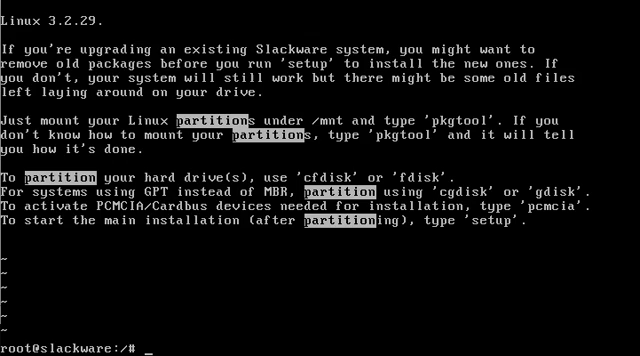 Linux 3.2.29.
If you're upgrading an existing Slackware system, you might want to
remove old packages before you run 'setup' to install the new ones. If
you don't, your system will still work but there might be some old files
left laying around on your drive.
Just mount your Linux partitions under /mnt and type 'pkgtool'. If you
don't know how to mount your partitions, type 'pkgtool' and it will tell
you how it's done.
To partition your hard drive(s), use 'cfdisk' or 'fdisk'.
For systems using GPT instead of MBR, partition using 'cgdisk' or 'gdisk'.
To activate PCMCIA/Cardbus devices needed for installation, type 'pcmcia'.
To start the main installation (after partitioning), type 'setup'.
~
~
~
~
~
~
root@slackware:/# _